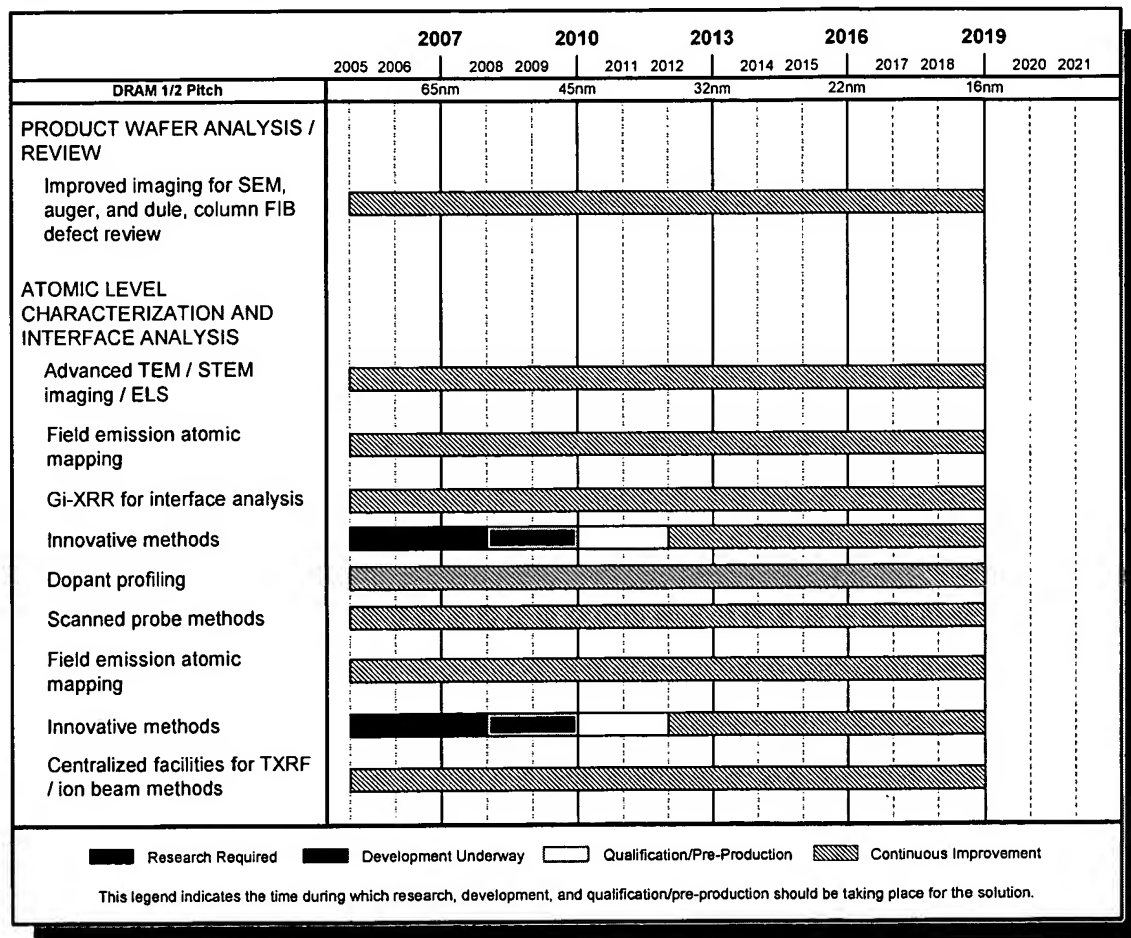 2007 2010 2013 2016 2019
2005 2006 2008 2009 2011 2012 2014 2015 2017 2018 2020 2021
DRAM 1/2 Pitch 65nm 45nm 32nm 22nm 16nm
PRODUCT WAFER ANALYSIS /
REVIEW
Improved imaging for SEM,
auger, and dule, column FIB
defect review
ATOMIC LEVEL
CHARACTERIZATION AND
INTERFACE ANALYSIS
Advanced TEM / STEM
imaging / ELS
Field emission atomic
mapping
Gi-XRR for interface analysis
Innovative methods
Dopant profiling
Scanned probe methods
Field emission atomic
mapping
Innovative methods
Centralized facilities for TXRF
/ ion beam methods
Research Required Development Underway Qualification/Pre-Production Continuous Improvement
This legend indicates the time during which research, development, and qualification/pre-production should be taking place for the solution.